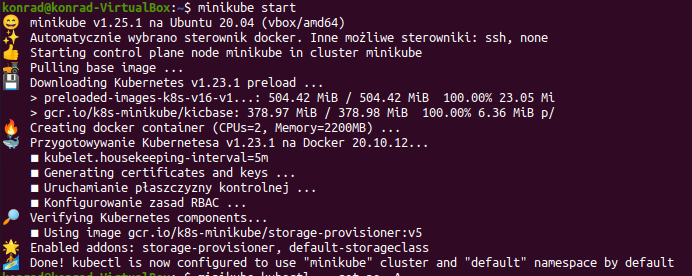 konrad@konrad-VirtualBox:~$ minikube start
😄 minikube v1.25.1 na Ubuntu 20.04 (vbox/amd64)
✨ Automatycznie wybrano sterownik docker. Inne możliwe sterowniki: ssh, none
👍 Starting control plane node minikube in cluster minikube
🚜 Pulling base image ...
💾 Downloading Kubernetes v1.23.1 preload ...
> preloaded-images-k8s-v16-v1...: 504.42 MiB / 504.42 MiB 100.00% 23.05 Mi
> gcr.io/k8s-minikube/kicbase: 378.97 MiB / 378.98 MiB 100.00% 6.36 MiB p/
🔥 Creating docker container (CPUs=2, Memory=2200MB) ...
🐳 Przygotowywanie Kubernetesa v1.23.1 na Docker 20.10.12...
▪ kubelet.housekeeping-interval=5m
▪ Generating certificates and keys ...
▪ Uruchamianie płaszczyzny kontrolnej ...
▪ Konfigurowanie zasad RBAC ...
🔎 Verifying Kubernetes components...
▪ Using image gcr.io/k8s-minikube/storage-provisioner:v5
🌟 Enabled addons: storage-provisioner, default-storageclass
🏄 Done! kubectl is now configured to use "minikube" cluster and "default" namespace by default